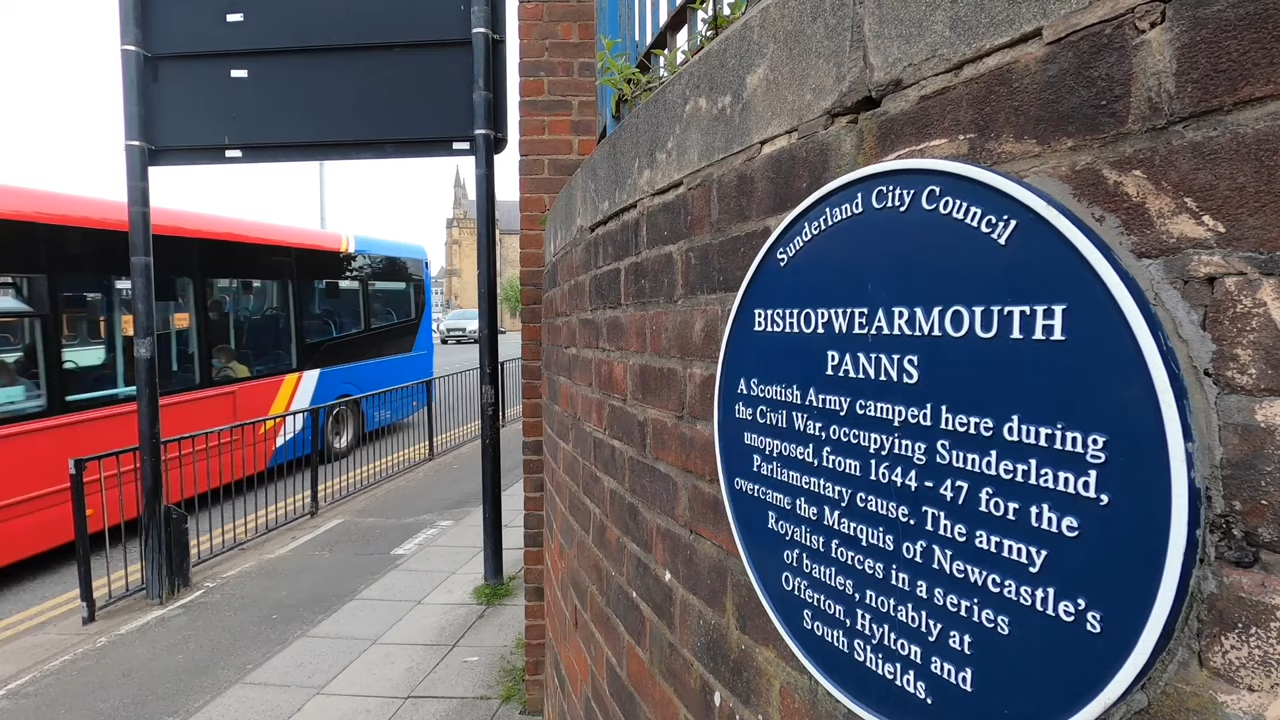 Sunderland City Council
BISHOPWEARMOUTH
PANNS
A Scottish Army camped here during
the Civil War, occupying Sunderland,
unopposed, from 1644 - 47 for the
Parliamentary cause. The army
overcame the Marquis of Newcastle's
Royalist forces in a series
of battles, notably at
Offerton, Hylton and
South Shields.